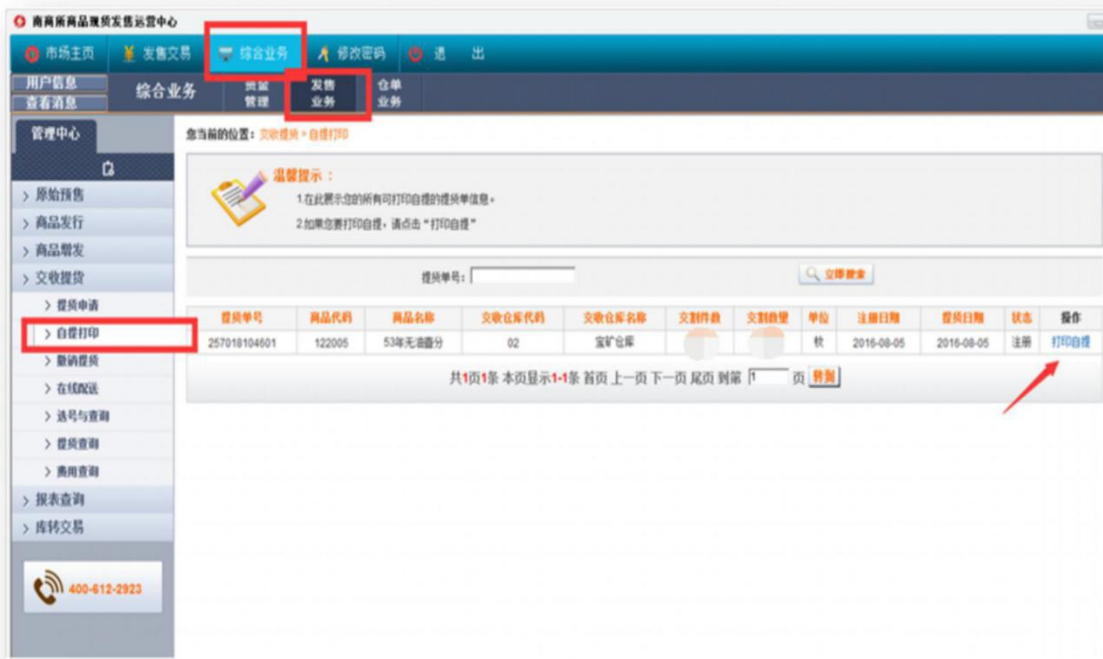 南商所商品现货发售运营中心
市场主页 发售交易 综合业务 修改密码 退 出
用户信息
查看消息
综合业务
资金管理
发售业务
仓单业务
管理中心
您当前的位置：交收提货 > 自提打印
温馨提示：
1.在此展示您的所有可打印自提的提货单信息。
2.如果您要打印自提，请点击“打印自提”
> 原始预售
> 商品发行
> 商品增发
> 交收提货
> 提货申请
> 自提打印
> 撤销提货
> 在线配送
> 选号与查询
> 提货查询
> 费用查询
> 报表查询
> 库转交易
400-612-2923
提货单号： 立即搜索
提货单号 商品代码 商品名称 交收仓库代码 交收仓库名称 交割件数 交割数量 单位 注册日期 提货日期 状态 操作
257018104601 122005 53年无油壹分 02 宝矿仓库 枚 2016-08-05 2016-08-05 注册 打印自提
共1页1条 本页显示1-1条 首页 上一页 下一页 尾页 到第 1 页 转到